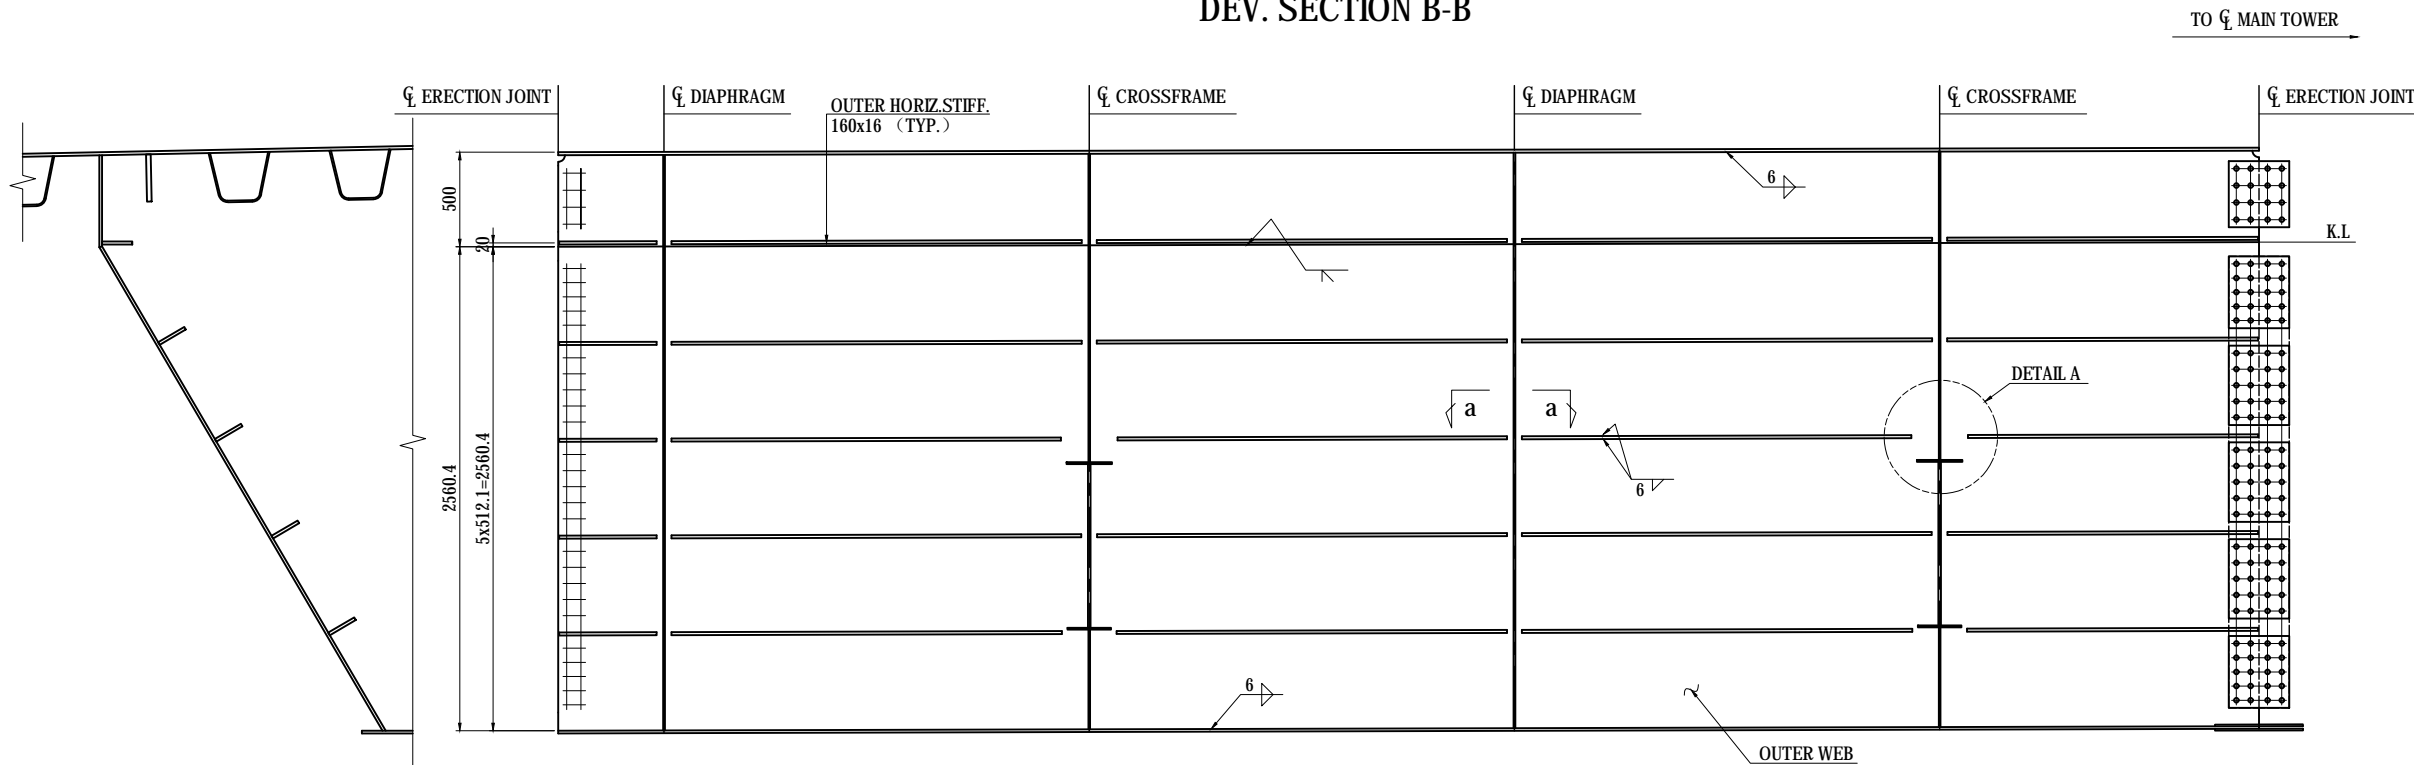 DEV. SECTION B-B
TO ℄ MAIN TOWER
℄ ERECTION JOINT
℄ DIAPHRAGM
OUTER HORIZ.STIFF.
160x16 （TYP.）
℄ CROSSFRAME
℄ DIAPHRAGM
℄ CROSSFRAME
℄ ERECTION JOINT
500
20
2560.4
5x512.1=2560.4
6
K.L
DETAIL A
a
a
6
6
OUTER WEB